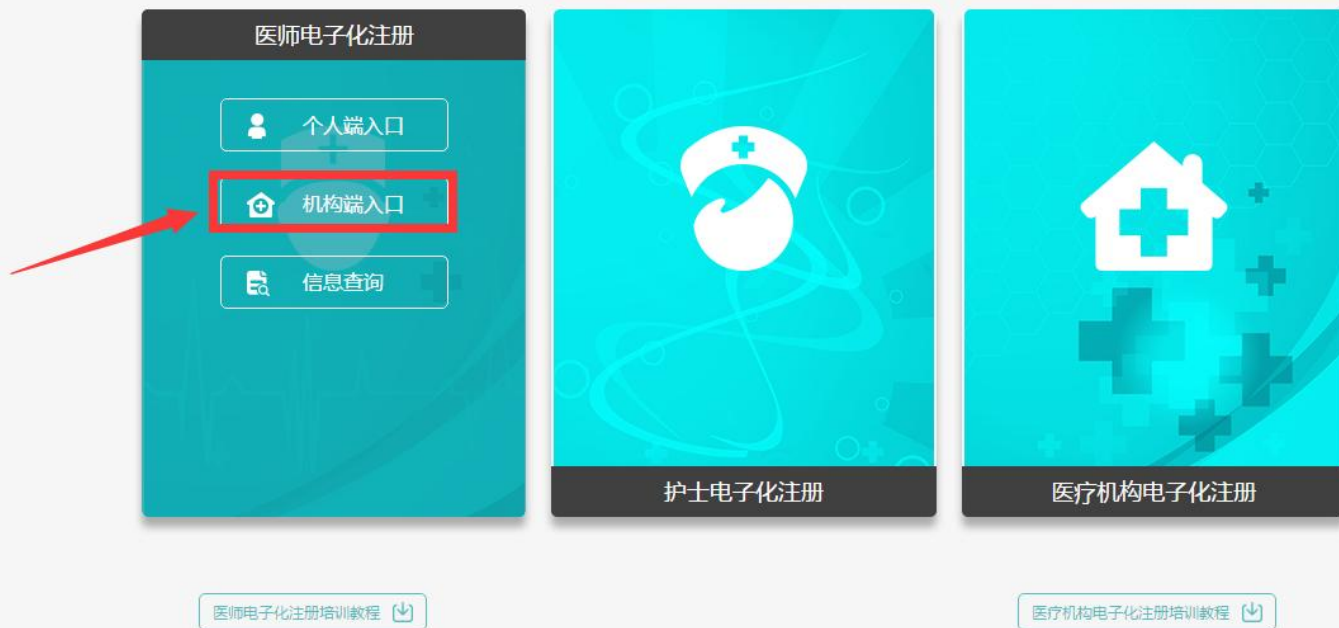 医师电子化注册
个人端入口
机构端入口
信息查询
护士电子化注册
医疗机构电子化注册
医师电子化注册培训教程
医疗机构电子化注册培训教程